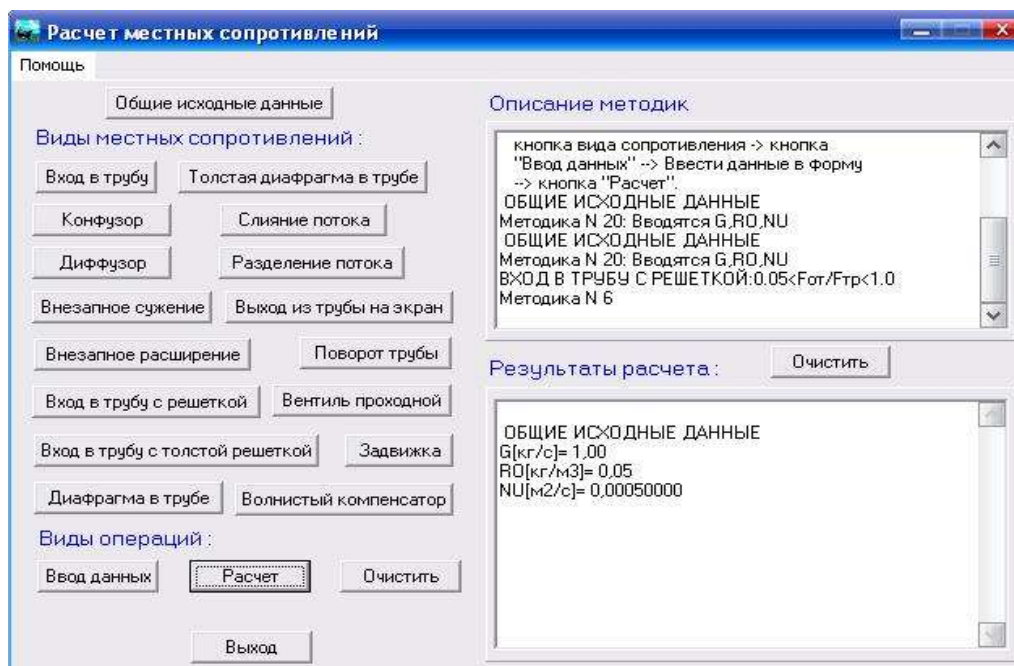 Расчет местных сопротивлений
Помощь
Общие исходные данные
Виды местных сопротивлений :
Вход в трубу
Толстая диафрагма в трубе
Конфузор
Слияние потока
Диффузор
Разделение потока
Внезапное сужение
Выход из трубы на экран
Внезапное расширение
Поворот трубы
Вход в трубу с решеткой
Вентиль проходной
Вход в трубу с толстой решеткой
Задвижка
Диафрагма в трубе
Волнистый компенсатор
Виды операций :
Ввод данных
Расчет
Очистить
Выход
Описание методик
кнопка вида сопротивления -> кнопка
"Ввод данных" --> Ввести данные в форму
--> кнопка "Расчет".
ОБЩИЕ ИСХОДНЫЕ ДАННЫЕ
Методика N 20: Вводятся G,RO,NU
ОБЩИЕ ИСХОДНЫЕ ДАННЫЕ
Методика N 20: Вводятся G,RO,NU
ВХОД В ТРУБУ С РЕШЕТКОЙ:0.05<Fот/Fтр<1.0
Методика N 6
Результаты расчета :
Очистить
ОБЩИЕ ИСХОДНЫЕ ДАННЫЕ
G[кг/с]= 1,00
RO[кг/м3]= 0,05
NU[м2/с]= 0,00050000